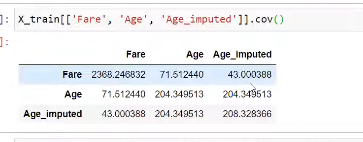 ]: X_train[['Fare', 'Age', 'Age_imputed']].cov()
]:
Fare Age Age_imputed
Fare 2368.246832 71.512440 43.000388
Age 71.512440 204.349513 204.349513
Age_imputed 43.000388 204.349513 208.328366